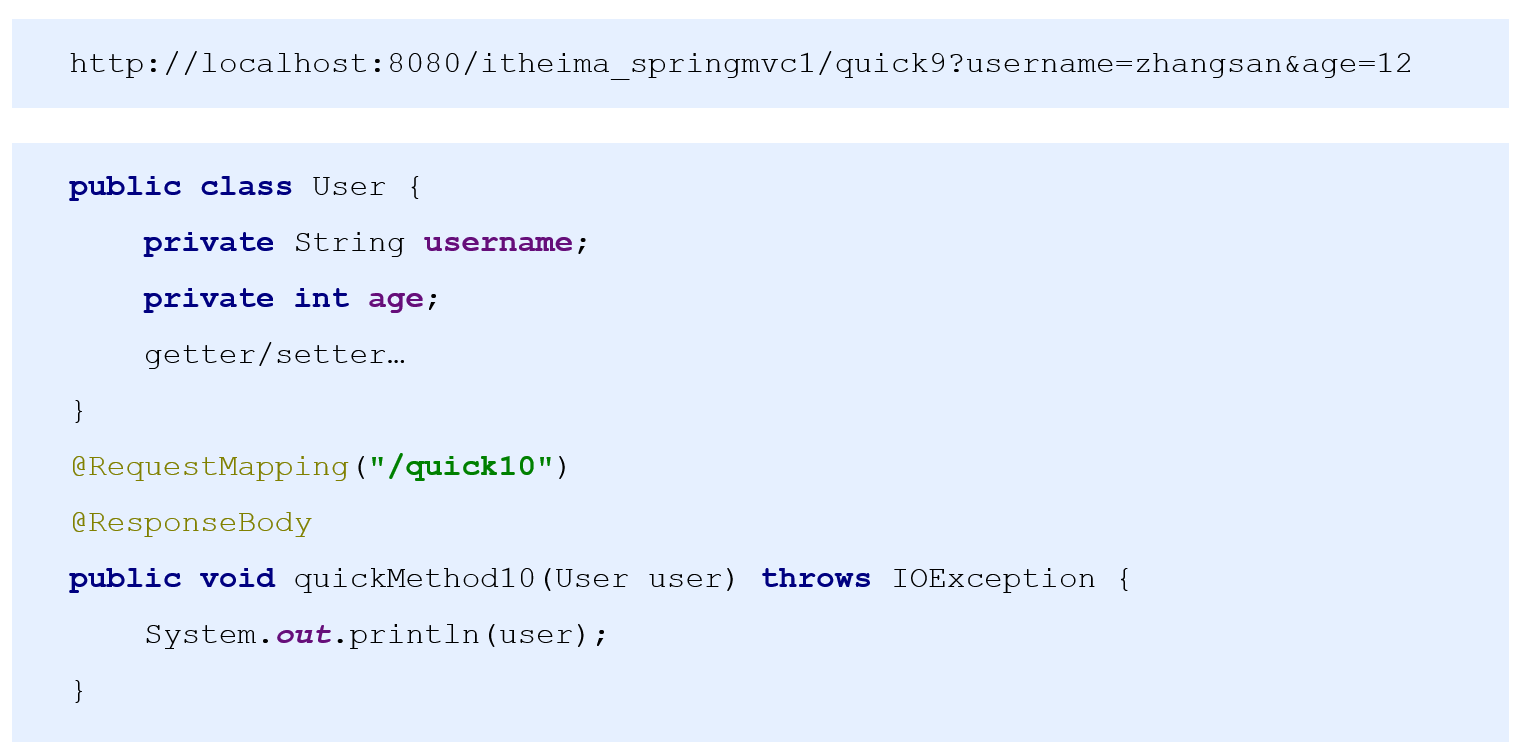 http://localhost:8080/itheima_springmvc1/quick9?username=zhangsan&age=12
public class User {
    private String username;
    private int age;
    getter/setter…
}
@RequestMapping("/quick10")
@ResponseBody
public void quickMethod10(User user) throws IOException {
    System.out.println(user);
}